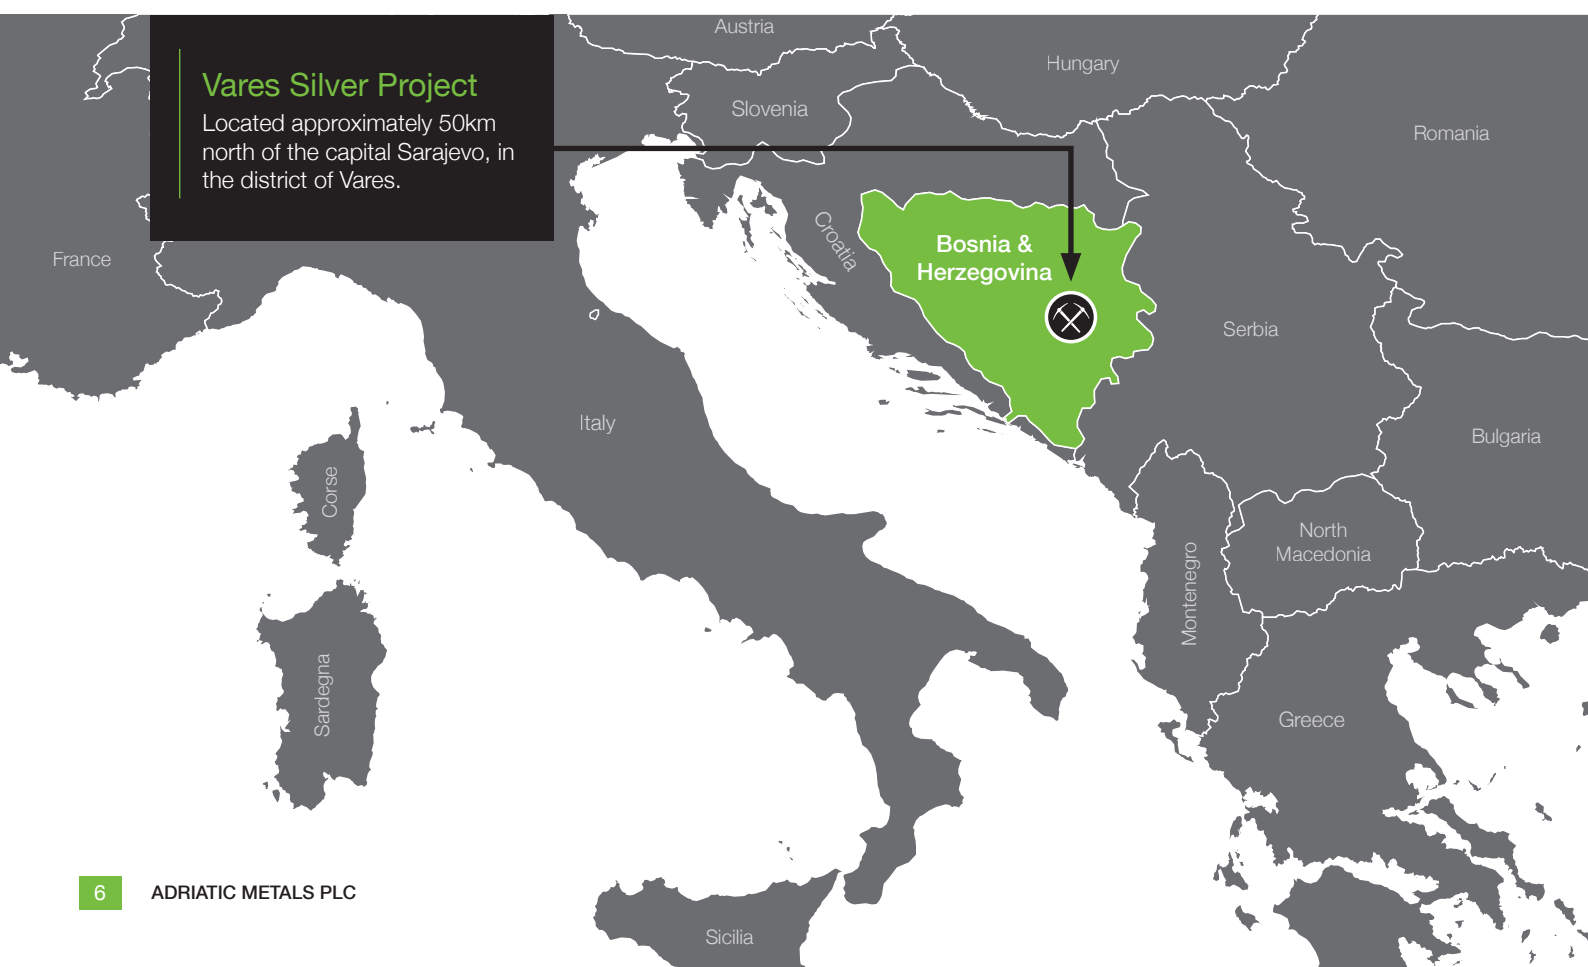 Austria
Hungary
Vares Silver Project
Located approximately 50km
north of the capital Sarajevo, in
the district of Vares.
Slovenia
Romania
Croatia
Bosnia &
Herzegovina
France
Serbia
Italy
Bulgaria
Corse
North
Macedonia
Montenegro
Sardegna
Greece
6
ADRIATIC METALS PLC
Sicilia